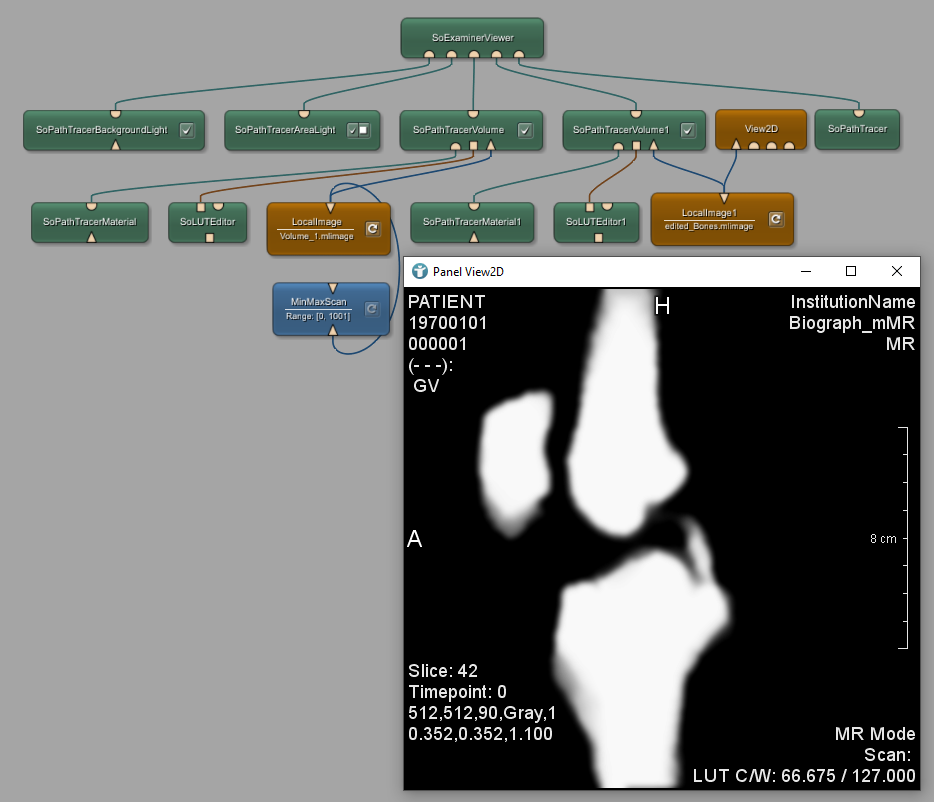 SoExaminerViewer
SoPathTracerBackgroundLight
SoPathTracerAreaLight
SoPathTracerVolume
SoPathTracerVolume1
View2D
SoPathTracer
SoPathTracerMaterial
SoLUTEditor
LocalImage
Volume_1.mlimage
SoPathTracerMaterial1
SoLUTEditor1
LocalImage1
edited_Bones.mlimage
MinMaxScan
Range: [0, 1001]
Panel View2D
PATIENT
19700101
000001
(- - -):
GV
H
InstitutionName
Biograph_mMR
MR
A
8 cm
Slice: 42
Timepoint: 0
512,512,90,Gray,1
0.352,0.352,1.100
MR Mode
Scan:
LUT C/W: 66.675 / 127.000